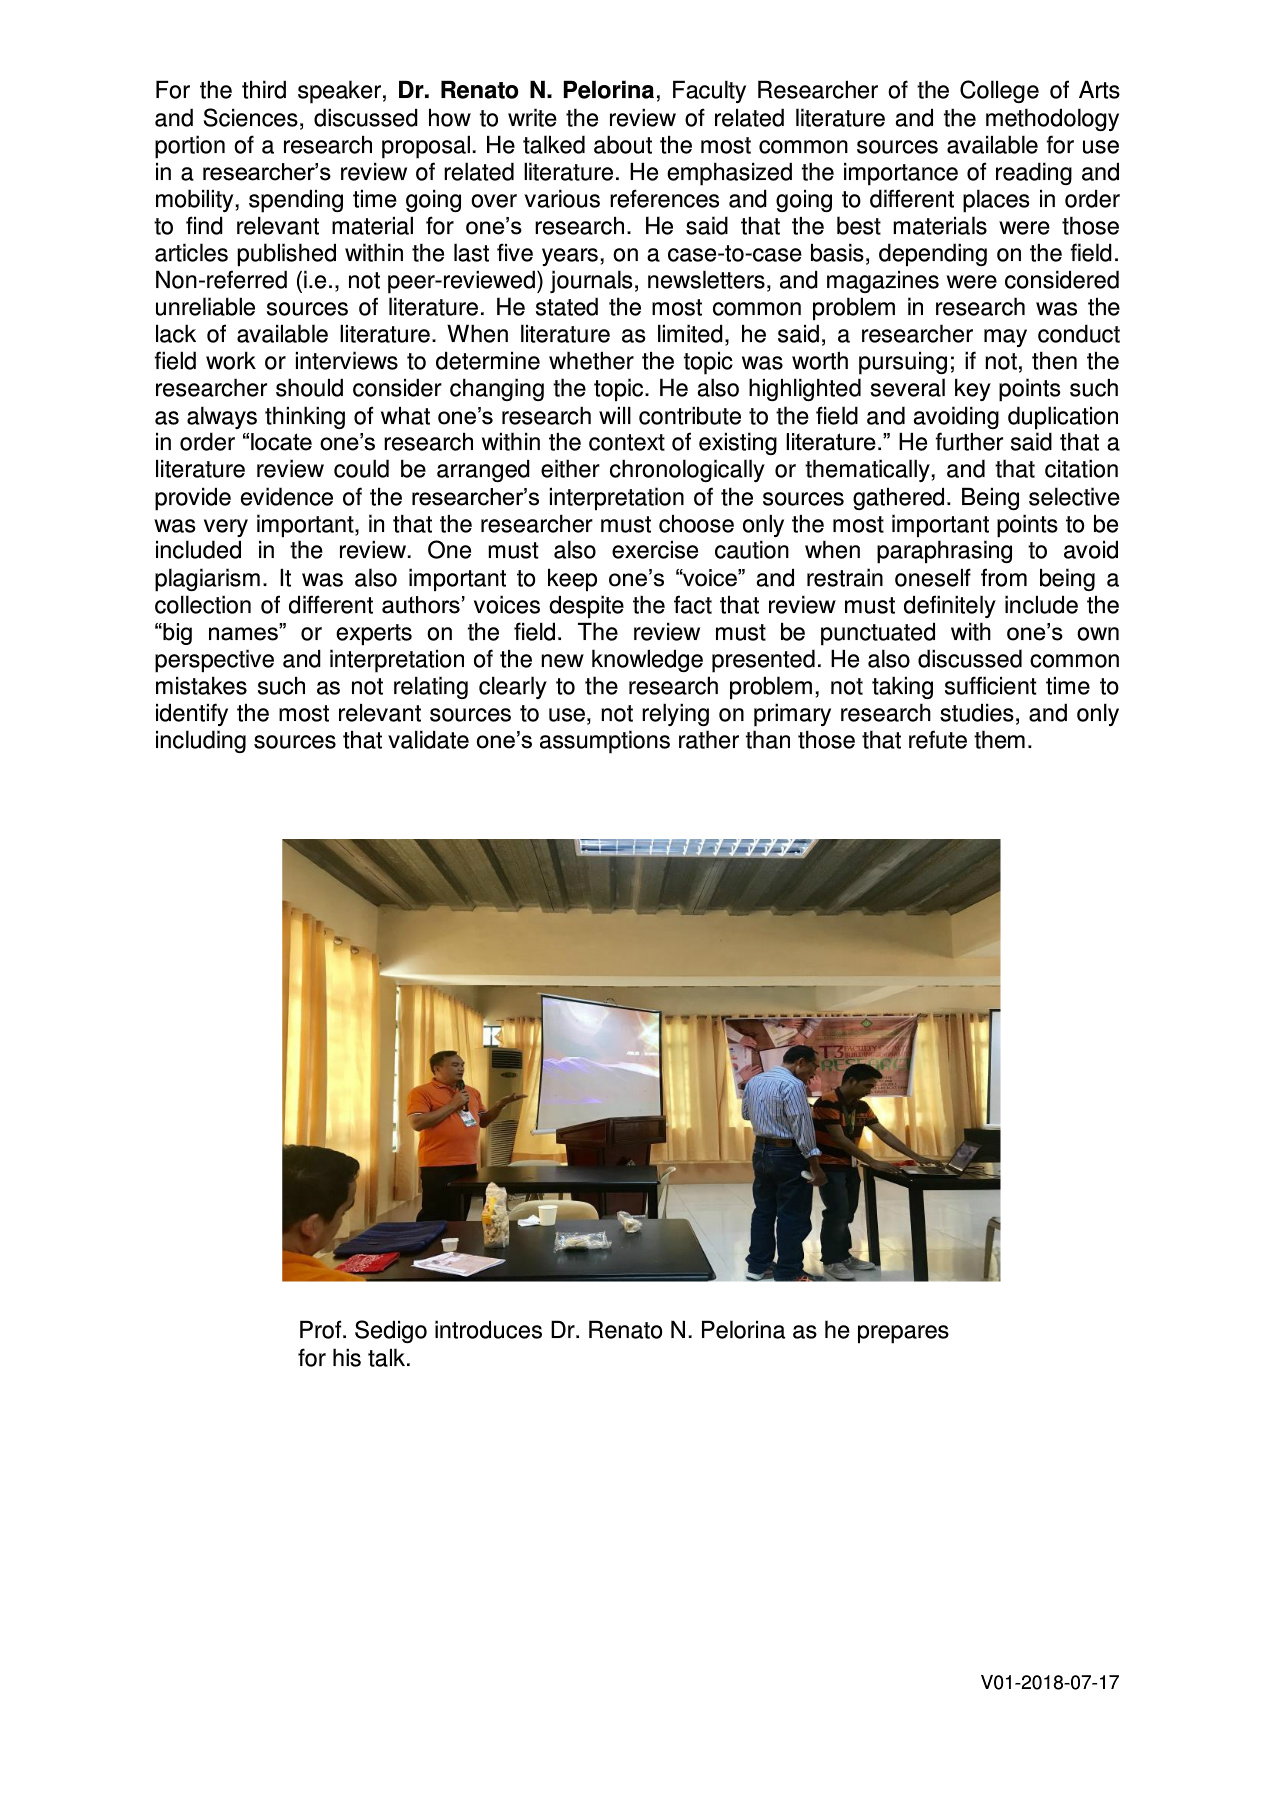 For the third speaker, Dr. Renato N. Pelorina, Faculty Researcher of the College of Arts
and Sciences, discussed how to write the review of related literature and the methodology
portion of a research proposal. He talked about the most common sources available for use
in a researcher’s review of related literature. He emphasized the importance of reading and
mobility, spending time going over various references and going to different places in order
to find relevant material for one’s research. He said that the best materials were those
articles published within the last five years, on a case-to-case basis, depending on the field.
Non-referred (i.e., not peer-reviewed) journals, newsletters, and magazines were considered
unreliable sources of literature. He stated the most common problem in research was the
lack of available literature. When literature as limited, he said, a researcher may conduct
field work or interviews to determine whether the topic was worth pursuing; if not, then the
researcher should consider changing the topic. He also highlighted several key points such
as always thinking of what one’s research will contribute to the field and avoiding duplication
in order “locate one’s research within the context of existing literature.” He further said that a
literature review could be arranged either chronologically or thematically, and that citation
provide evidence of the researcher’s interpretation of the sources gathered. Being selective
was very important, in that the researcher must choose only the most important points to be
included in the review. One must also exercise caution when paraphrasing to avoid
plagiarism. It was also important to keep one’s “voice” and restrain oneself from being a
collection of different authors’ voices despite the fact that review must definitely include the
“big names” or experts on the field. The review must be punctuated with one’s own
perspective and interpretation of the new knowledge presented. He also discussed common
mistakes such as not relating clearly to the research problem, not taking sufficient time to
identify the most relevant sources to use, not relying on primary research studies, and only
including sources that validate one’s assumptions rather than those that refute them.
T3
Prof. Sedigo introduces Dr. Renato N. Pelorina as he prepares
for his talk.
V01-2018-07-17